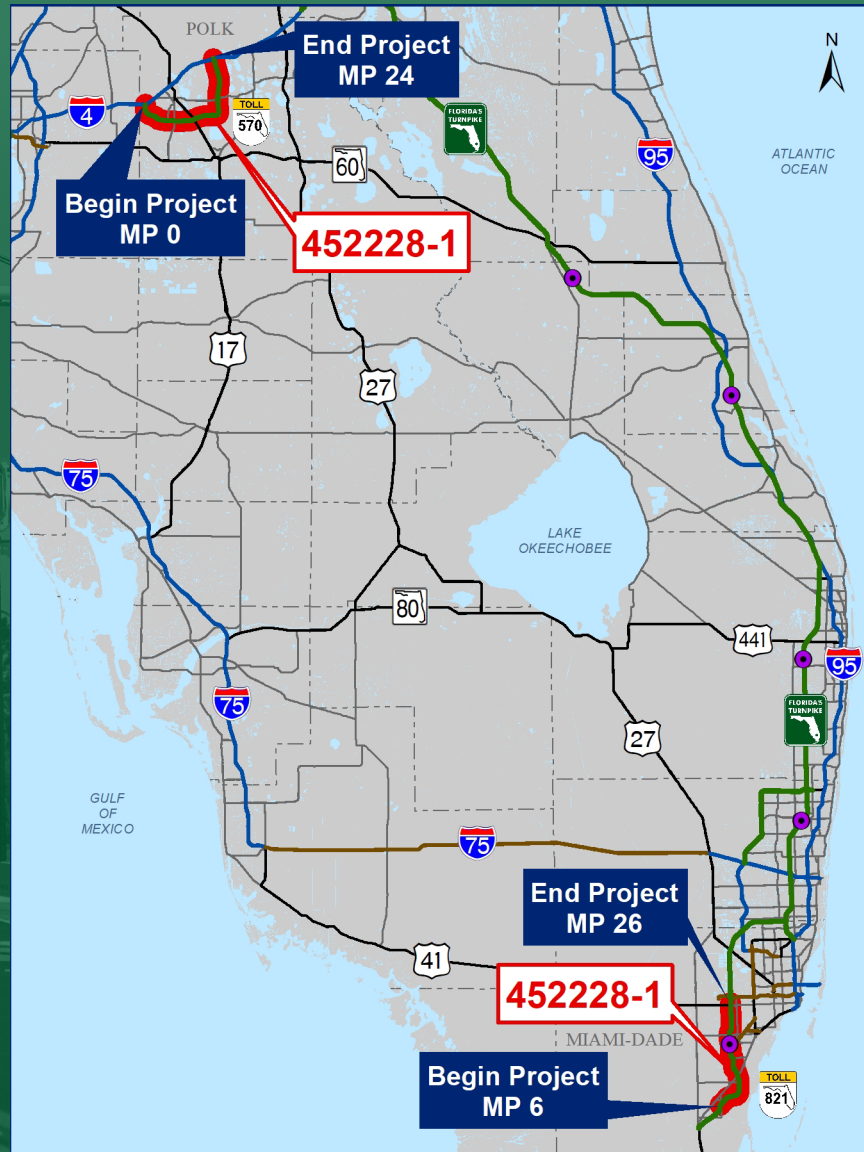 POLK
End Project
MP 24
N
4
TOLL
570
FLORIDA'S
TURNPIKE
95
ATLANTIC
OCEAN
60
Begin Project
MP 0
452228-1
17
27
75
LAKE
OKEECHOBEE
80
441
95
75
27
FLORIDA'S
TURNPIKE
GULF
OF
MEXICO
75
End Project
MP 26
41
452228-1
MIAMI-DADE
Begin Project
MP 6
TOLL
821